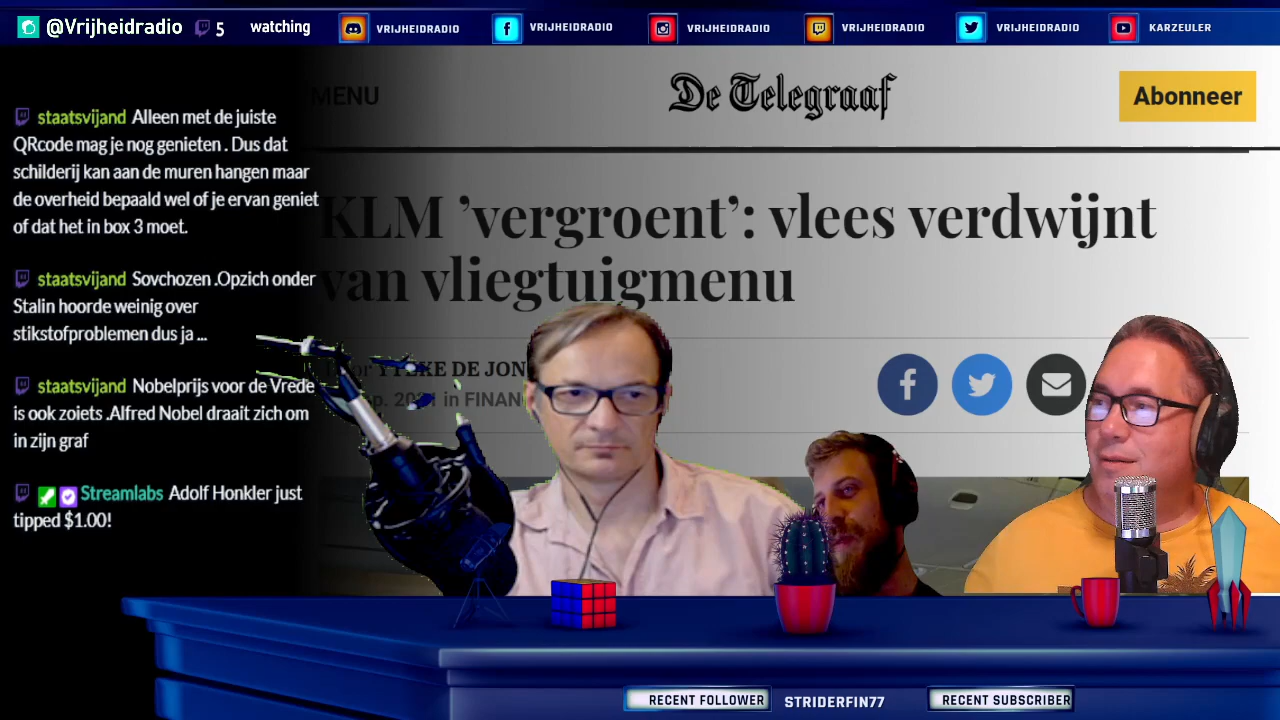 @Vrijheidradio 5 watching VRIJHEIDRADIO VRIJHEIDRADIO VRIJHEIDRADIO VRIJHEIDRADIO VRIJHEIDRADIO KARZEULER
MENU De Telegraaf Abonneer
staatsvijand Alleen met de juiste
QRcode mag je nog genieten . Dus dat
schilderij kan aan de muren hangen maar
de overheid bepaald wel of je ervan geniet
of dat het in box 3 moet.
KLM ’vergroent’: vlees verdwijnt
van vliegtuigmenu
staatsvijand Sovchozen .Opzich onder
Stalin hoorde weinig over
stikstofproblemen dus ja ...
DE JON
in FINAN
staatsvijand Nobelprijs voor de Vrede
is ook zoiets .Alfred Nobel draait zich om
in zijn graf
Streamlabs Adolf Honkler just
tipped $1.00!
RECENT FOLLOWER STRIDERFIN77 RECENT SUBSCRIBER